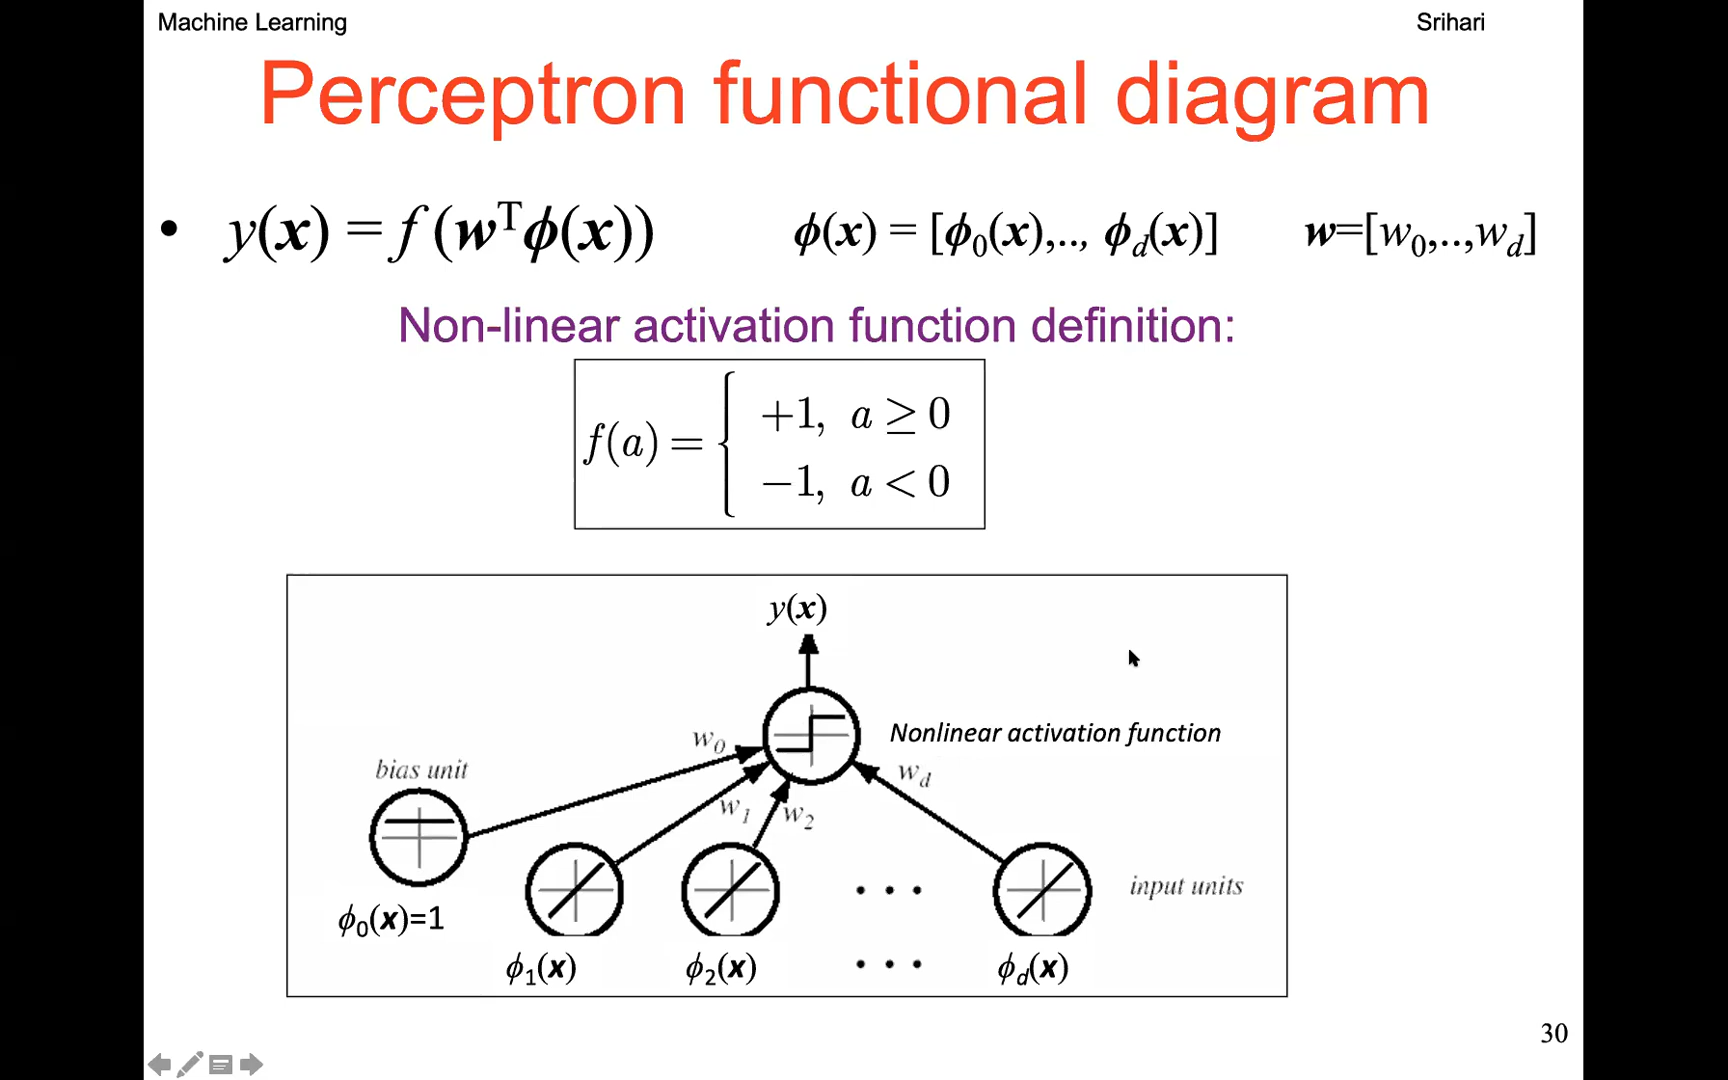 Machine Learning
Srihari
Perceptron functional diagram
• y(x) = f (wᵀϕ(x)) ϕ(x) = [ϕ₀(x),.., ϕ_d(x)] w=[w₀,..,w_d]
Non-linear activation function definition:
f(a) = { +1, a ≥ 0
−1, a < 0
y(x)
Nonlinear activation function
w₀
w_d
bias unit
w₁
w₂
• • •
input units
ϕ₀(x)=1
ϕ₁(x) ϕ₂(x) • • • ϕ_d(x)
30